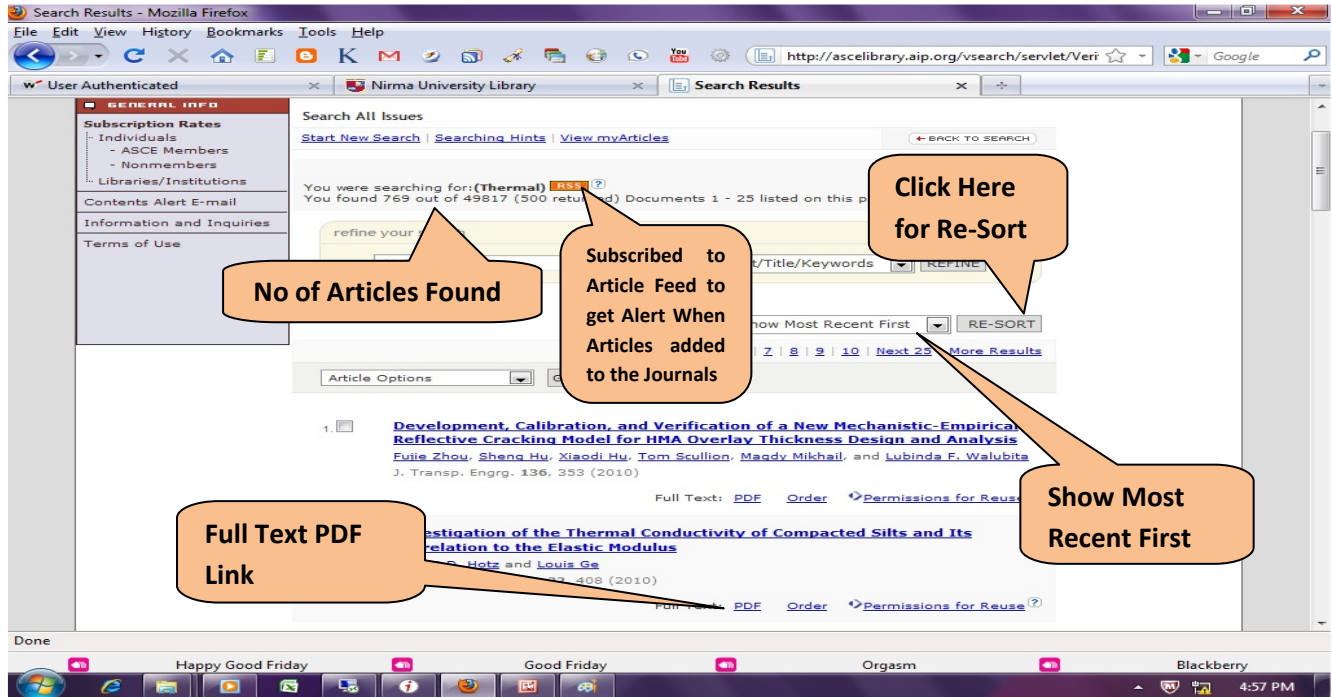 Search Results - Mozilla Firefox
File Edit View History Bookmarks Tools Help
http://ascelibrary.aip.org/vsearch/servlet/Veri
Google
User Authenticated
Nirma University Library
Search Results
GENERAL INFO
Subscription Rates
- Individuals
- ASCE Members
- Nonmembers
- Libraries/Institutions
Contents Alert E-mail
Information and Inquiries
Terms of Use
Search All Issues
Start New Search | Searching Hints | View myArticles
BACK TO SEARCH
You were searching for:(Thermal) RSS ?
You found 769 out of 49817 (500 returned) Documents 1 - 25 listed on this p
Click Here
for Re-Sort
refine your
t/Title/Keywords REFINE
No of Articles Found
Subscribed to
Article Feed to
get Alert When
Articles added
to the Journals
how Most Recent First RE-SORT
| 7 | 8 | 9 | 10 | Next 25 More Results
Article Options
1.
Development, Calibration, and Verification of a New Mechanistic-Empirical
Reflective Cracking Model for HMA Overlay Thickness Design and Analysis
Fujie Zhou, Sheng Hu, Xiaodi Hu, Tom Scullion, Magdy Mikhail, and Lubinda F. Walubita
J. Transp. Engrg. 136, 353 (2010)
Full Text: PDF Order Permissions for Reuse
Show Most
Recent First
Full Text PDF
Link
estigation of the Thermal Conductivity of Compacted Silts and Its
relation to the Elastic Modulus
D. Hotz and Louis Ge
408 (2010)
Full Text: PDF Order Permissions for Reuse ?
Done
Happy Good Friday Good Friday Orgasm Blackberry
4:57 PM